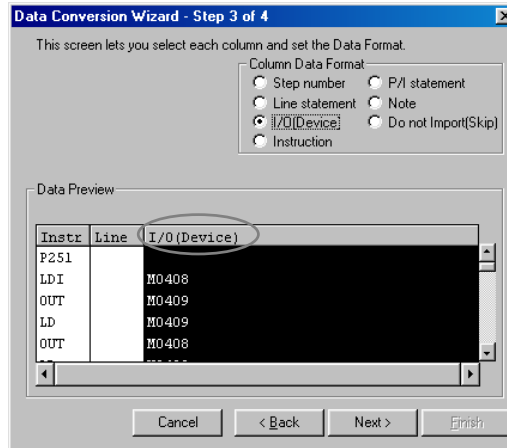 Data Conversion Wizard - Step 3 of 4
This screen lets you select each column and set the Data Format.
Column Data Format
Step number P/I statement
Line statement Note
I/O(Device) Do not Import(Skip)
Instruction
Data Preview
Instr Line I/O(Device)
P251
LDI M0408
OUT M0409
LD M0409
OUT M0408
Cancel < Back Next > Finish